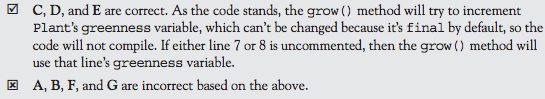 ☑ C, D, and E are correct. As the code stands, the grow() method will try to increment
Plant's greenness variable, which can't be changed because it's final by default, so the
code will not compile. If either line 7 or 8 is uncommented, then the grow() method will
use that line's greenness variable.
☒ A, B, F, and G are incorrect based on the above.